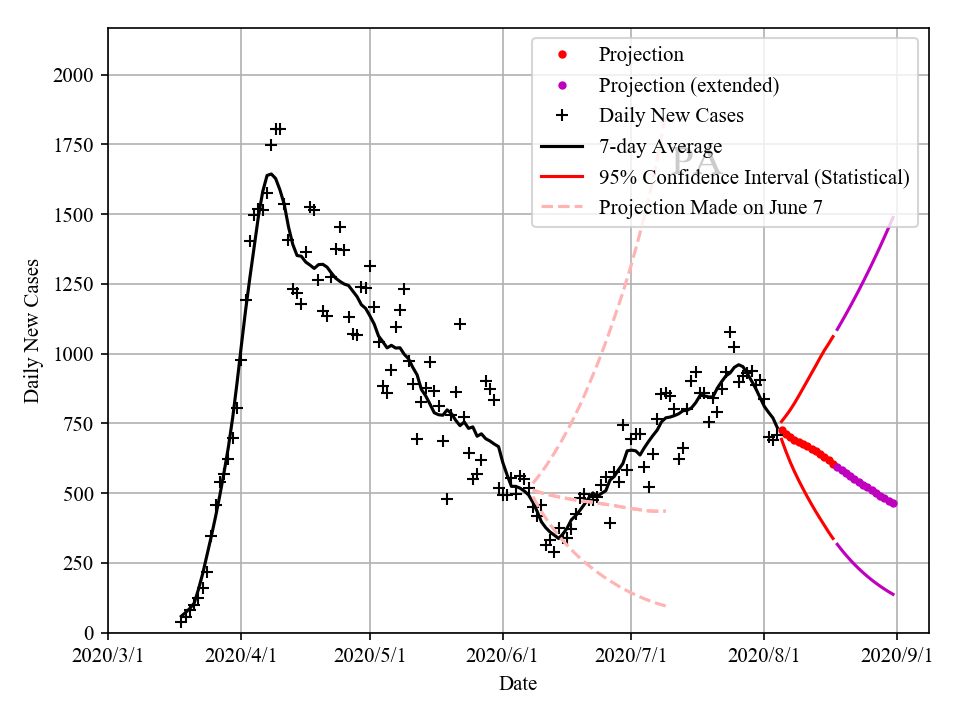 2000
1750
1500
1250
1000
750
500
250
0
Daily New Cases
2020/3/1
2020/4/1
2020/5/1
2020/6/1
2020/7/1
2020/8/1
2020/9/1
Date
PA
Projection
Projection (extended)
Daily New Cases
7-day Average
95% Confidence Interval (Statistical)
Projection Made on June 7